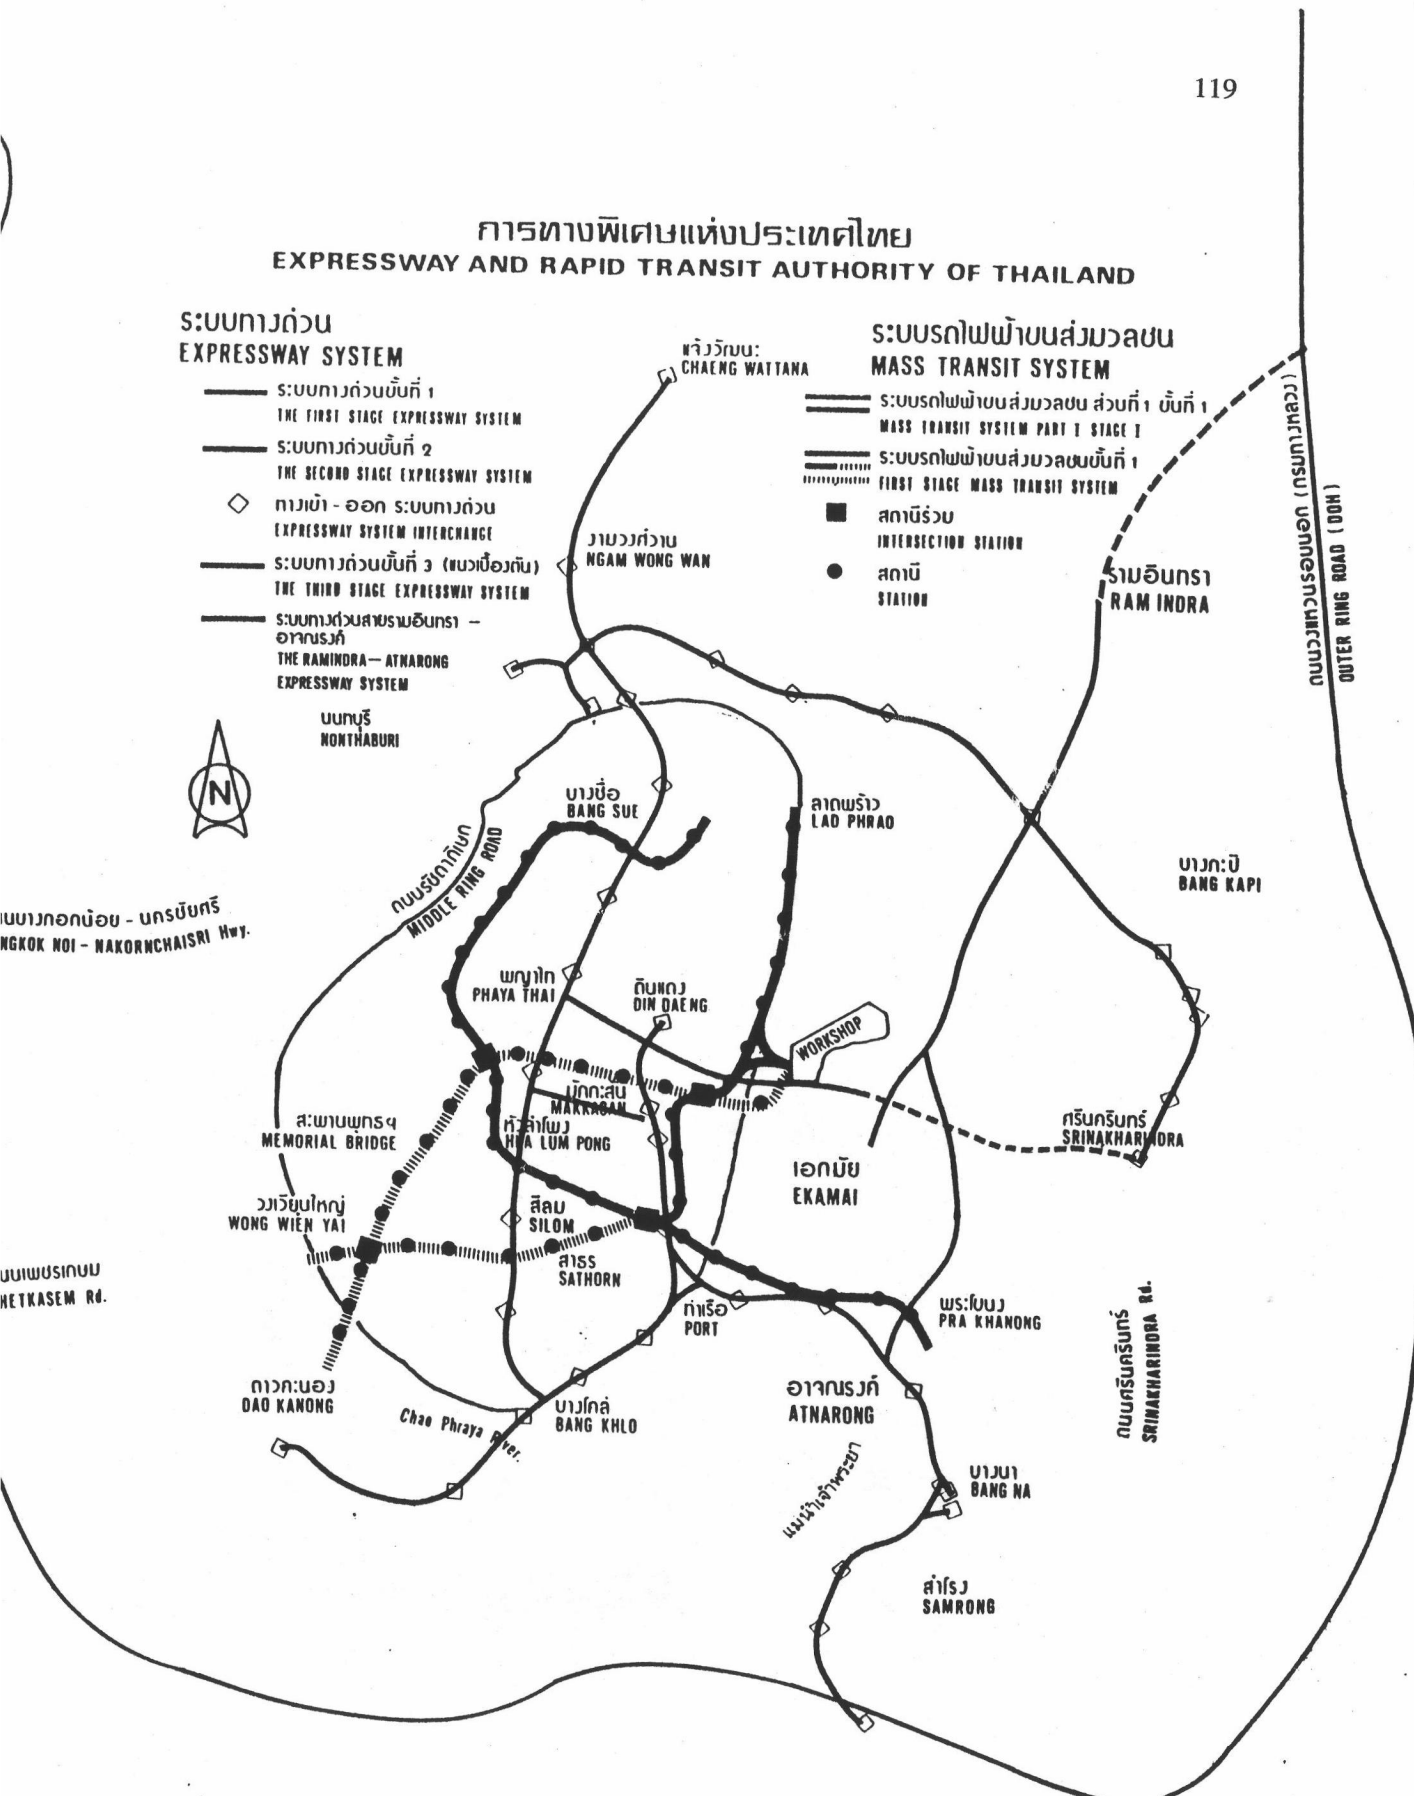 119
การทางพิเศษแห่งประเทศไทย
EXPRESSWAY AND RAPID TRANSIT AUTHORITY OF THAILAND
ระบบทางด่วน
EXPRESSWAY SYSTEM
ระบบทางด่วนขั้นที่ 1
THE FIRST STAGE EXPRESSWAY SYSTEM
ระบบทางด่วนขั้นที่ 2
THE SECOND STAGE EXPRESSWAY SYSTEM
ทางเข้า - ออก ระบบทางด่วน
EXPRESSWAY SYSTEM INTERCHANGE
ระบบทางด่วนขั้นที่ 3 (แนวเบื้องต้น)
THE THIRD STAGE EXPRESSWAY SYSTEM
ระบบทางด่วนสายรามอินทรา –
อาจณรงค์
THE RAMINDRA — ATNARONG
EXPRESSWAY SYSTEM
ระบบรถไฟฟ้าขนส่งมวลชน
MASS TRANSIT SYSTEM
ระบบรถไฟฟ้าขนส่งมวลชน ส่วนที่ 1 ขั้นที่ 1
MASS TRANSIT SYSTEM PART I STAGE I
ระบบรถไฟฟ้าขนส่งมวลชนขั้นที่ 1
FIRST STAGE MASS TRANSIT SYSTEM
สถานีร่วม
INTERSECTION STATION
สถานี
STATION
แจ้งวัฒนะ
CHAENG WATTANA
งามวงศ์วาน
NGAM WONG WAN
รามอินทรา
RAM INDRA
ถนนวงแหวนรอบนอก (กรมทางหลวง)
OUTER RING ROAD (DOH)
นนทบุรี
NONTHABURI
N
บางซื่อ
BANG SUE
ลาดพร้าว
LAD PHRAO
ถนนรัชดาภิเษก
MIDDLE RING ROAD
บางกะปิ
BANG KAPI
นนบางกอกน้อย - นครชัยศรี
NGKOK NOI - NAKORNCHAISRI Hwy.
พญาไท
PHAYA THAI
ดินแดง
DIN DAENG
WORKSHOP
มักกะสัน
MAKKASAN
สะพานพุทธฯ
MEMORIAL BRIDGE
หัวลำโพง
HUA LUM PONG
ศรีนครินทร์
SRINAKHARINDRA
เอกมัย
EKAMAI
วงเวียนใหญ่
WONG WIEN YAI
สีลม
SILOM
สาธร
SATHORN
นนเพชรเกษม
HETKASEM Rd.
ท่าเรือ
PORT
พระโขนง
PRA KHANONG
ถนนศรีนครินทร์
SRINAKHARINDRA Rd.
ดาวคะนอง
DAO KANONG
Chao Phraya River.
บางโคล่
BANG KHLO
อาจณรงค์
ATNARONG
แม่น้ำเจ้าพระยา
บางนา
BANG NA
สำโรง
SAMRONG